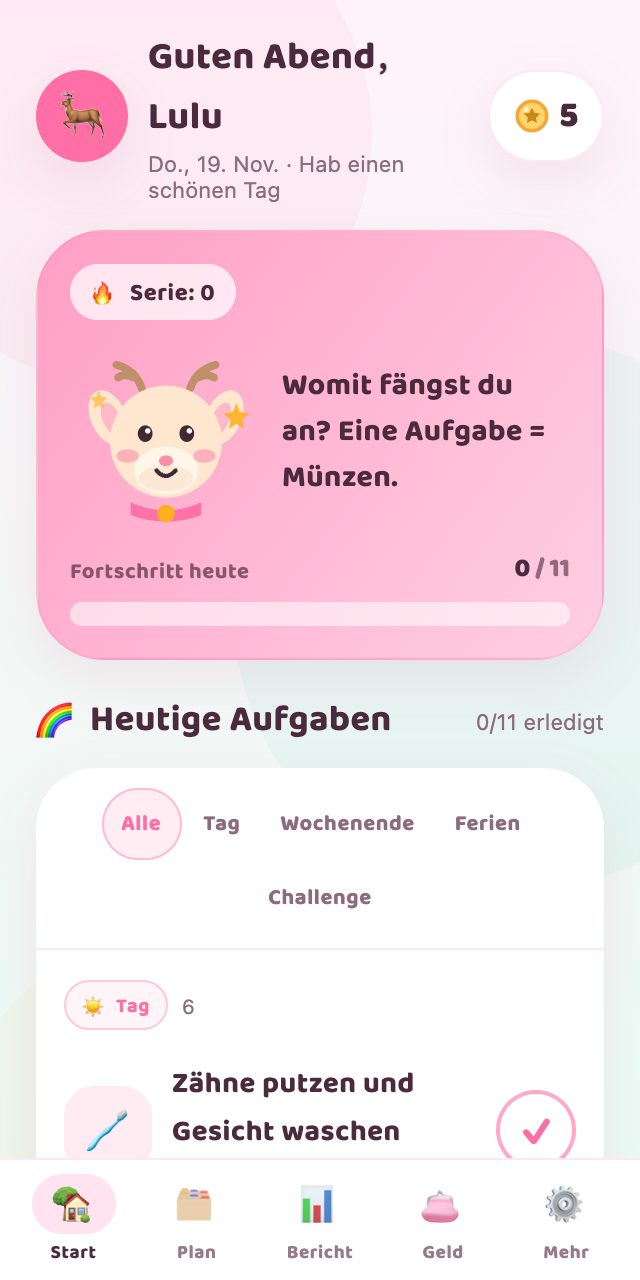 Guten Abend,
Lulu
Do., 19. Nov. · Hab einen
schönen Tag
5
Serie: 0
Womit fängst du
an? Eine Aufgabe =
Münzen.
Fortschritt heute
0 / 11
Heutige Aufgaben
0/11 erledigt
Alle
Tag
Wochenende
Ferien
Challenge
Tag
6
Zähne putzen und
Gesicht waschen
Start
Plan
Bericht
Geld
Mehr